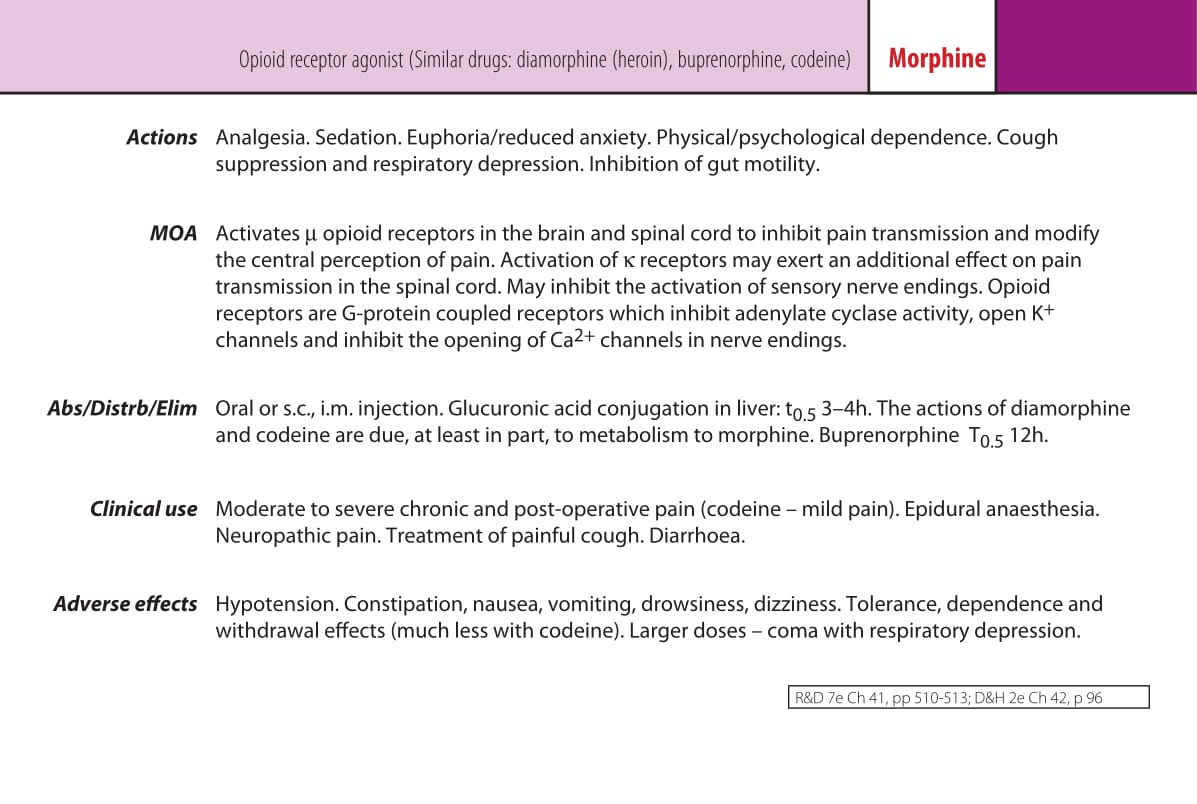 Opioid receptor agonist (Similar drugs: diamorphine (heroin), buprenorphine, codeine) Morphine
Actions Analgesia. Sedation. Euphoria/reduced anxiety. Physical/psychological dependence. Cough
suppression and respiratory depression. Inhibition of gut motility.
MOA Activates μ opioid receptors in the brain and spinal cord to inhibit pain transmission and modify
the central perception of pain. Activation of κ receptors may exert an additional effect on pain
transmission in the spinal cord. May inhibit the activation of sensory nerve endings. Opioid
receptors are G-protein coupled receptors which inhibit adenylate cyclase activity, open K+
channels and inhibit the opening of Ca2+ channels in nerve endings.
Abs/Distrb/Elim Oral or s.c., i.m. injection. Glucuronic acid conjugation in liver: t0.5 3–4h. The actions of diamorphine
and codeine are due, at least in part, to metabolism to morphine. Buprenorphine T0.5 12h.
Clinical use Moderate to severe chronic and post-operative pain (codeine – mild pain). Epidural anaesthesia.
Neuropathic pain. Treatment of painful cough. Diarrhoea.
Adverse effects Hypotension. Constipation, nausea, vomiting, drowsiness, dizziness. Tolerance, dependence and
withdrawal effects (much less with codeine). Larger doses – coma with respiratory depression.
R&D 7e Ch 41, pp 510-513; D&H 2e Ch 42, p 96